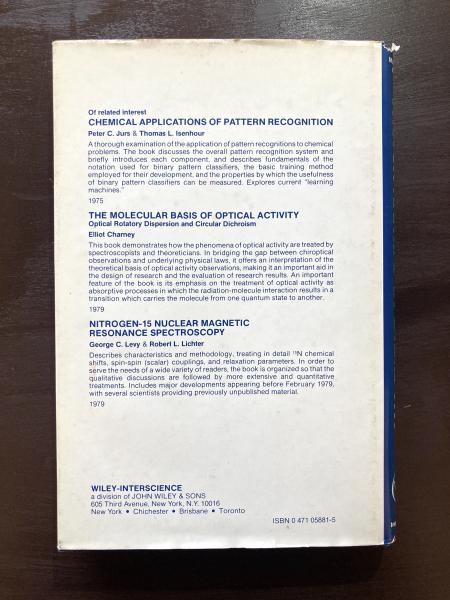 Of related interest
CHEMICAL APPLICATIONS OF PATTERN RECOGNITION
Peter C. Jurs & Thomas L. Isenhour
A thorough examination of the application of pattern recognitions to chemical
problems. The book discusses the overall pattern recognition system and
briefly introduces each component, and describes fundamentals of the
notation used for binary pattern classifiers, the basic training method
employed for their development, and the properties by which the usefulness
of binary pattern classifiers can be measured. Explores current "learning
machines."
1975
THE MOLECULAR BASIS OF OPTICAL ACTIVITY
Optical Rotatory Dispersion and Circular Dichroism
Elliot Charney
This book demonstrates how the phenomena of optical activity are treated by
spectroscopists and theoreticians. In bridging the gap between chiroptical
observations and underlying physical laws, it offers an interpretation of the
theoretical basis of optical activity observations, making it an important aid in
the design of research and the evaluation of research results. An important
feature of the book is its emphasis on the treatment of optical activity as
absorptive processes in which the radiation-molecule interaction results in a
transition which carries the molecule from one quantum state to another.
1979
NITROGEN-15 NUCLEAR MAGNETIC
RESONANCE SPECTROSCOPY
George C. Levy & Robert L. Lichter
Describes characteristics and methodology, treating in detail ¹⁵N chemical
shifts, spin-spin (scalar) couplings, and relaxation parameters. In order to
serve the needs of a wide variety of readers, the book is organized so that the
qualitative discussions are followed by more extensive and quantitative
treatments. Includes major developments appearing before February 1979,
with several scientists providing previously unpublished material.
1979
WILEY-INTERSCIENCE
a division of JOHN WILEY & SONS
605 Third Avenue, New York, N.Y. 10016
New York • Chichester • Brisbane • Toronto
ISBN 0 471 05881-5